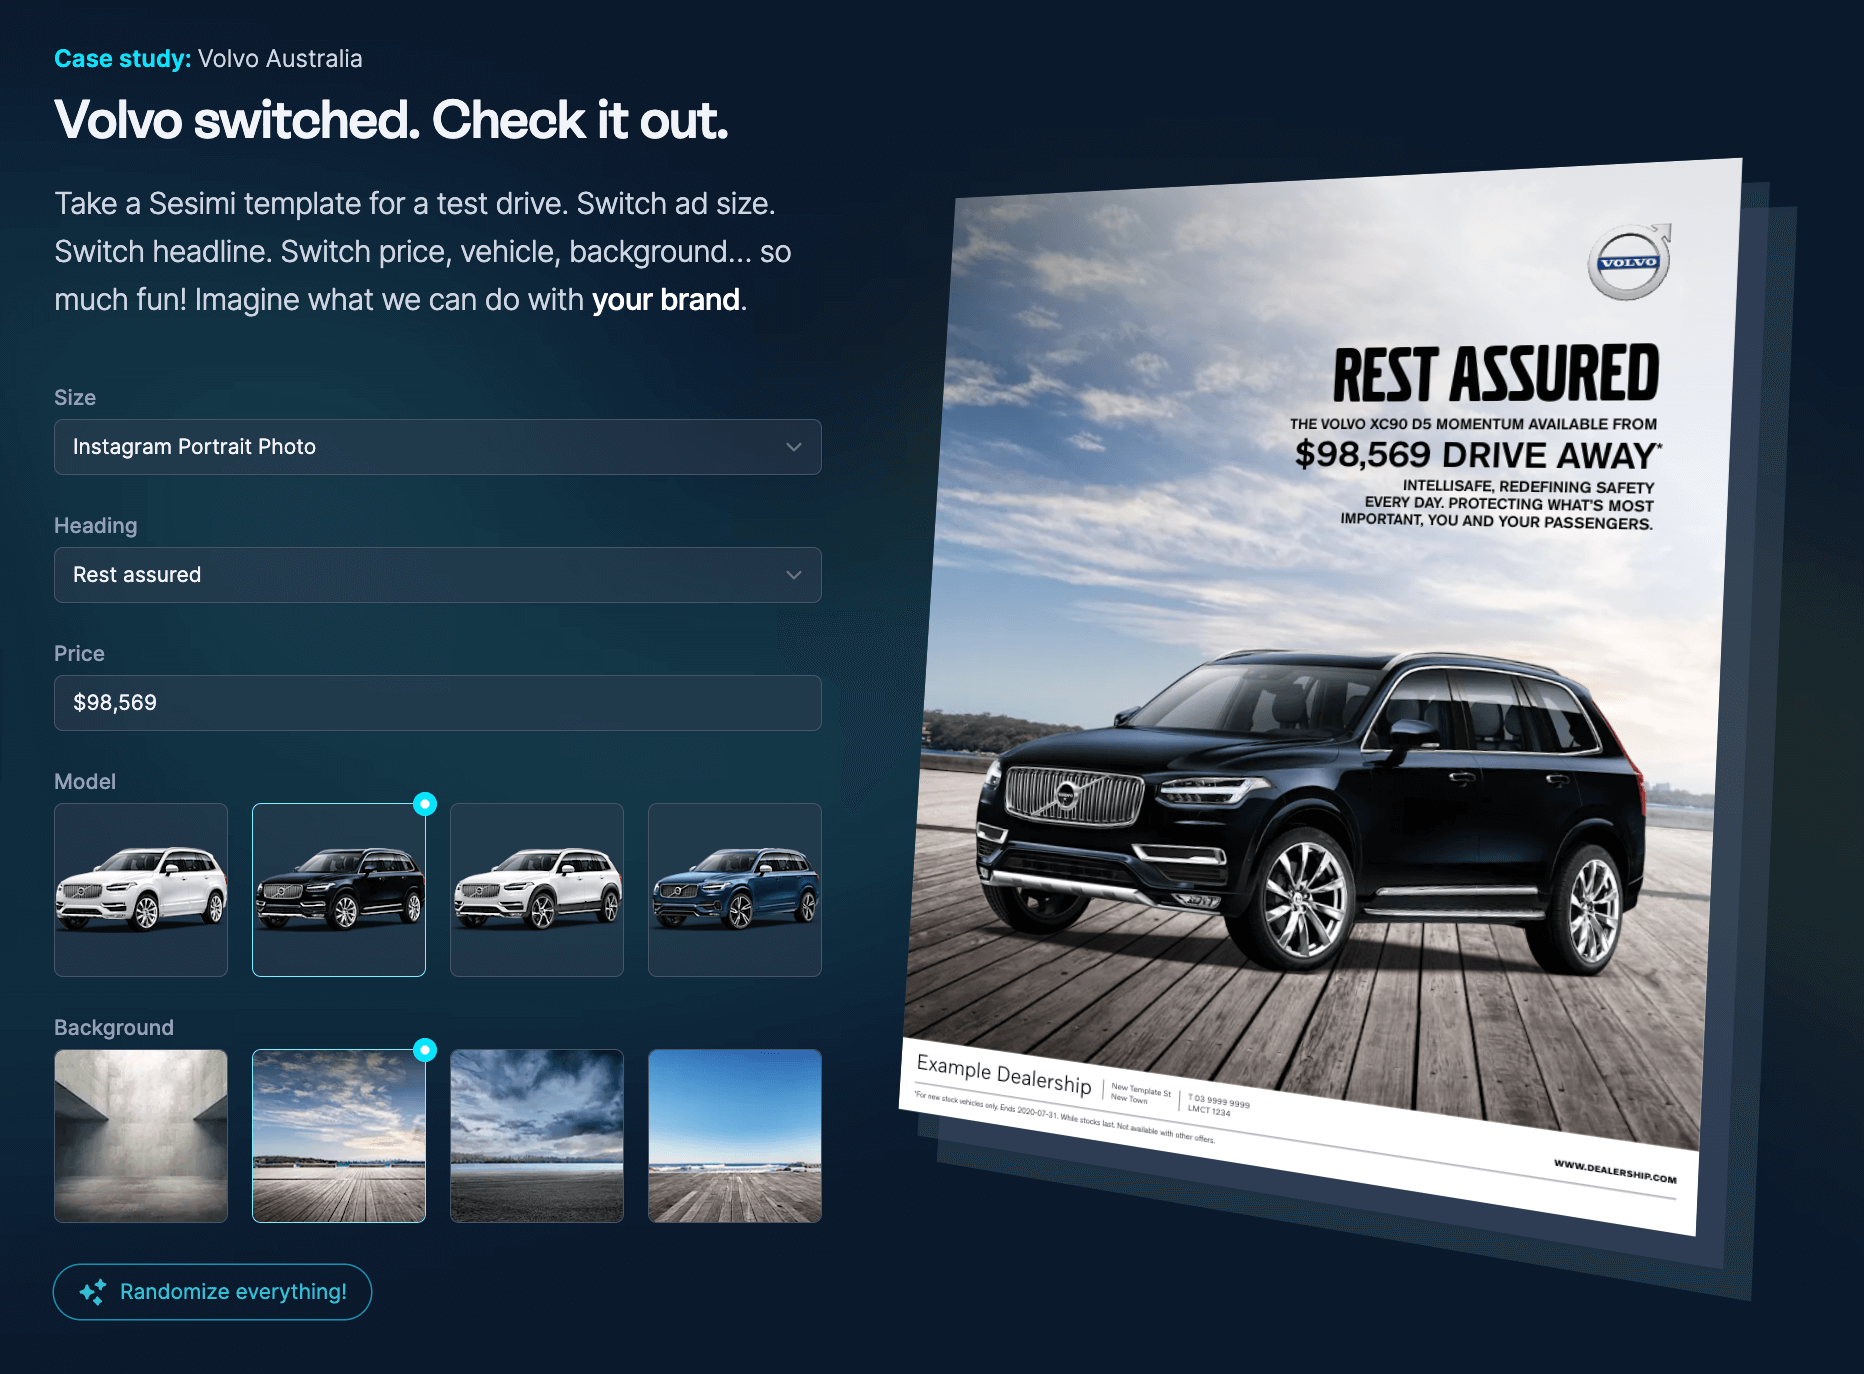 Case study: Volvo Australia
Volvo switched. Check it out.
Take a Sesimi template for a test drive. Switch ad size.
Switch headline. Switch price, vehicle, background... so
much fun! Imagine what we can do with your brand.
Size
Instagram Portrait Photo
Heading
Rest assured
Price
$98,569
Model
Background
Randomize everything!
VOLVO
REST ASSURED
THE VOLVO XC90 D5 MOMENTUM AVAILABLE FROM
$98,569 DRIVE AWAY*
INTELLISAFE, REDEFINING SAFETY
EVERY DAY. PROTECTING WHAT'S MOST
IMPORTANT, YOU AND YOUR PASSENGERS.
VOLVO
Example Dealership
New Template St
New Town
T 03 9999 9999
LMCT 1234
*For new stock vehicles only. Ends 2020-07-31. While stocks last. Not available with other offers.
WWW.DEALERSHIP.COM